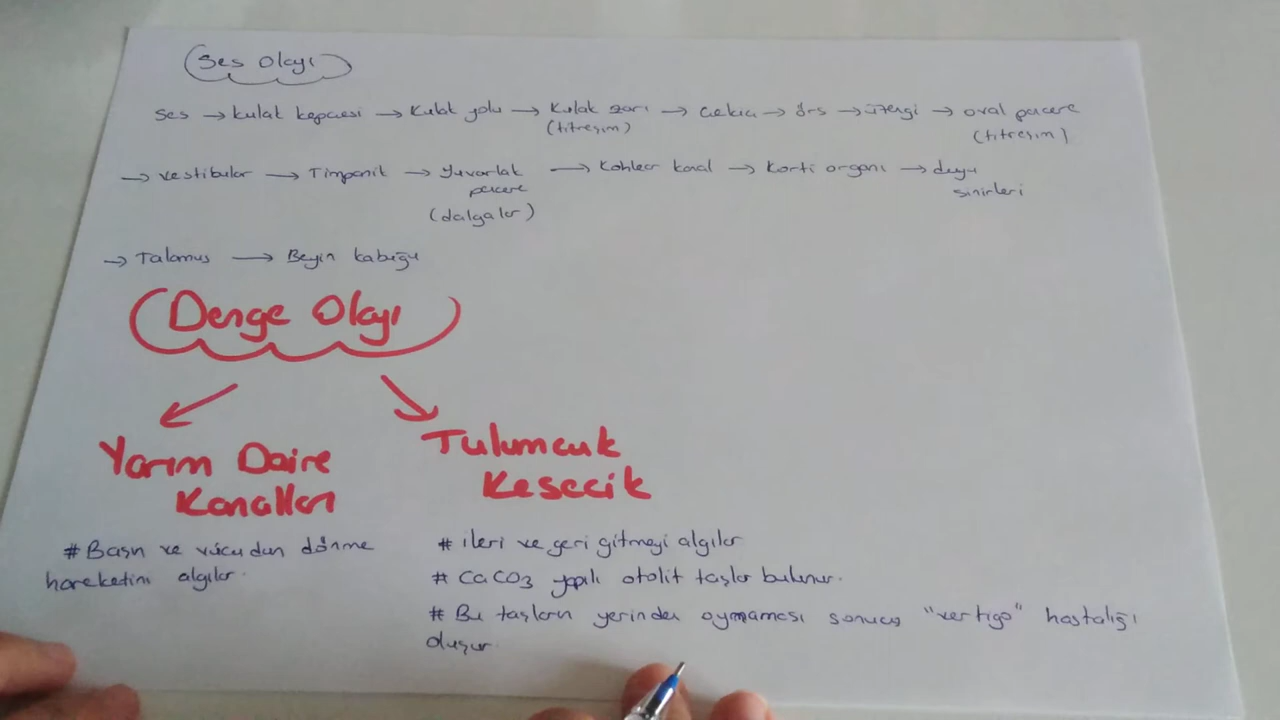 Ses Olayı
Ses → kulak kepçesi → Kulak yolu → Kulak zarı → Çekiç → örs → üzengi → oval pencere
(titreşim) (titreşim)
→ vestibular → Timpanik → Yuvarlak → Kohlear kanal → Korti organı → duyu
pencere sinirleri
(dalgalar)
→ Talamus → Beyin kabuğu
Denge Olayı
Yarım Daire
Kanalları
Tulumcuk
Kesecik
# Başın ve vücudun dönme
hareketini algılar.
# ileri ve geri gitmeyi algılar
# CaCO3 yapılı otolit taşlar bulunur.
# Bu taşların yerinden oynaması sonucu "vertigo" hastalığı
oluşur.